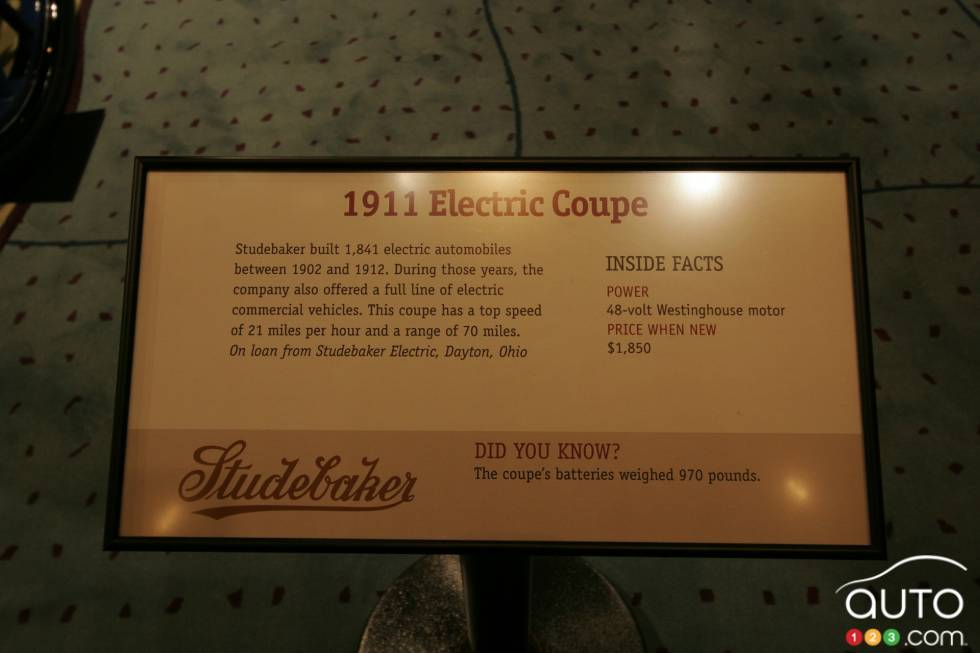 1911 Electric Coupe
Studebaker built 1,841 electric automobiles
between 1902 and 1912. During those years, the
company also offered a full line of electric
commercial vehicles. This coupe has a top speed
of 21 miles per hour and a range of 70 miles.
On loan from Studebaker Electric, Dayton, Ohio
INSIDE FACTS
POWER
48-volt Westinghouse motor
PRICE WHEN NEW
$1,850
Studebaker
DID YOU KNOW?
The coupe's batteries weighed 970 pounds.
AUTO
123.com